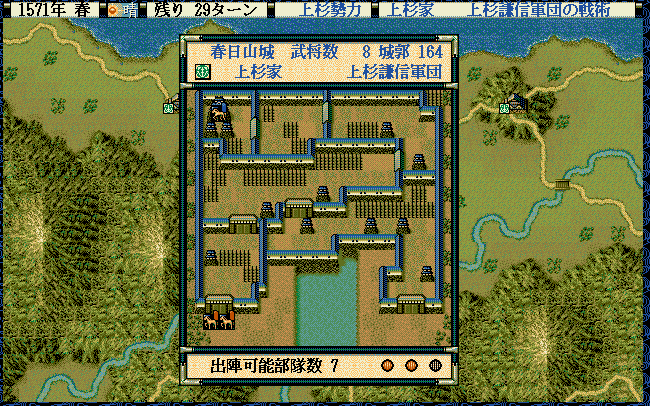 1571年 春 晴 残り 29ターン 上杉勢力 上杉家 上杉謙信軍団の戦術
春日山城 武将数 8 城郭 164
上杉家 上杉謙信軍団
出陣可能部隊数 7